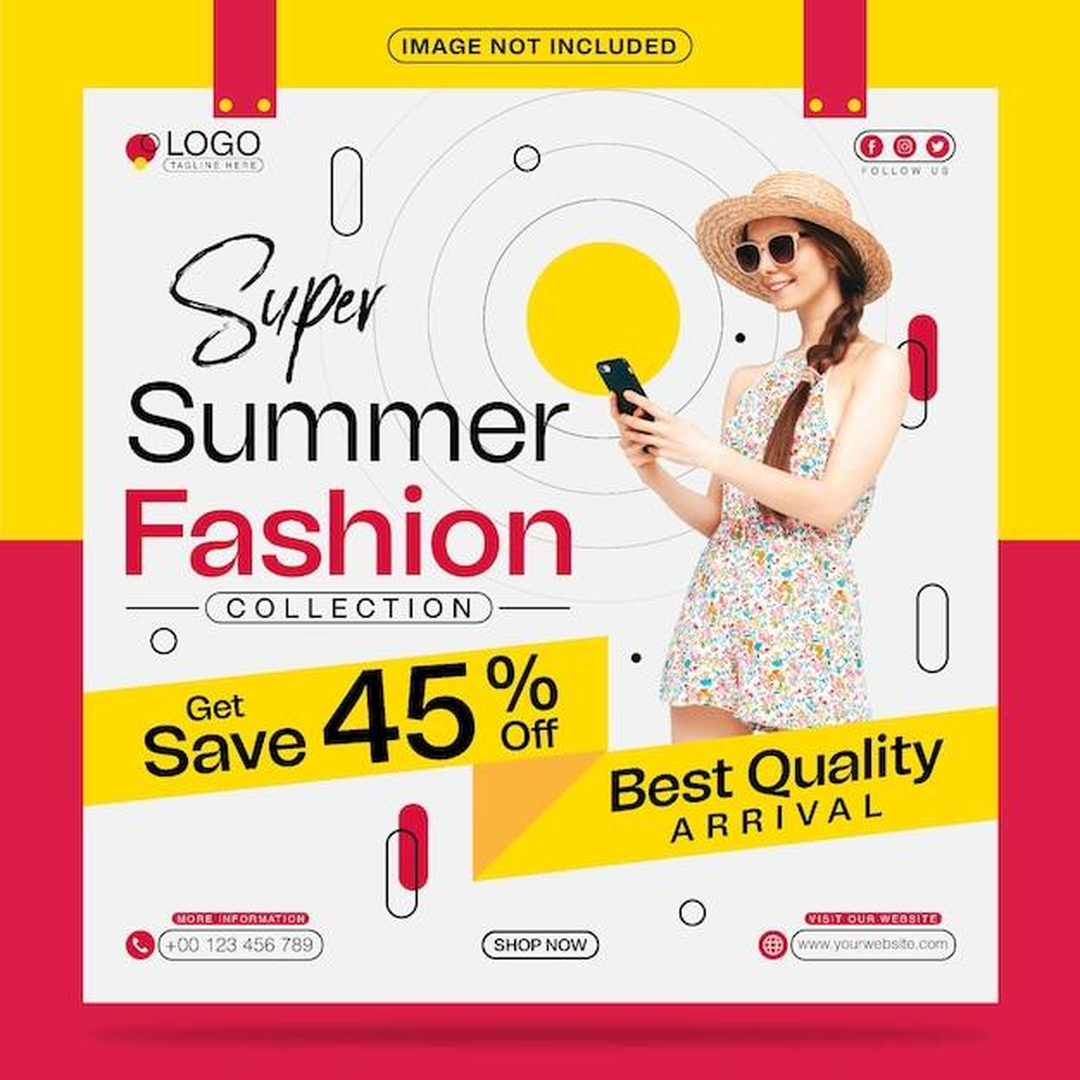 IMAGE NOT INCLUDED
LOGO
TAGLINE HERE
FOLLOW US
Super
Summer
Fashion
COLLECTION
Get
Save 45 % Off
Best Quality
ARRIVAL
MORE INFORMATION
+00 123 456 789
SHOP NOW
VISIT OUR WEBSITE
www.yourwebsite.com